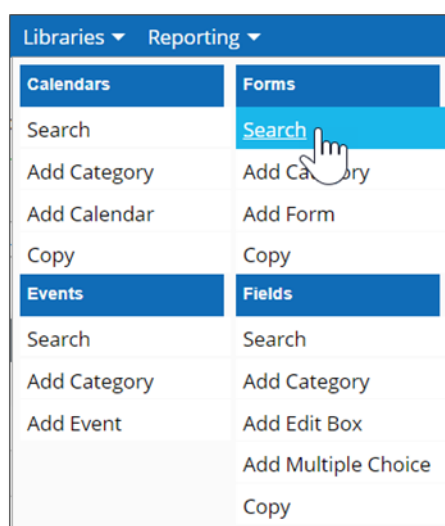 Libraries ▼ Reporting ▼
Calendars
Search
Add Category
Add Calendar
Copy
Forms
Search
Add Category
Add Form
Copy
Events
Search
Add Category
Add Event
Fields
Search
Add Category
Add Edit Box
Add Multiple Choice
Copy